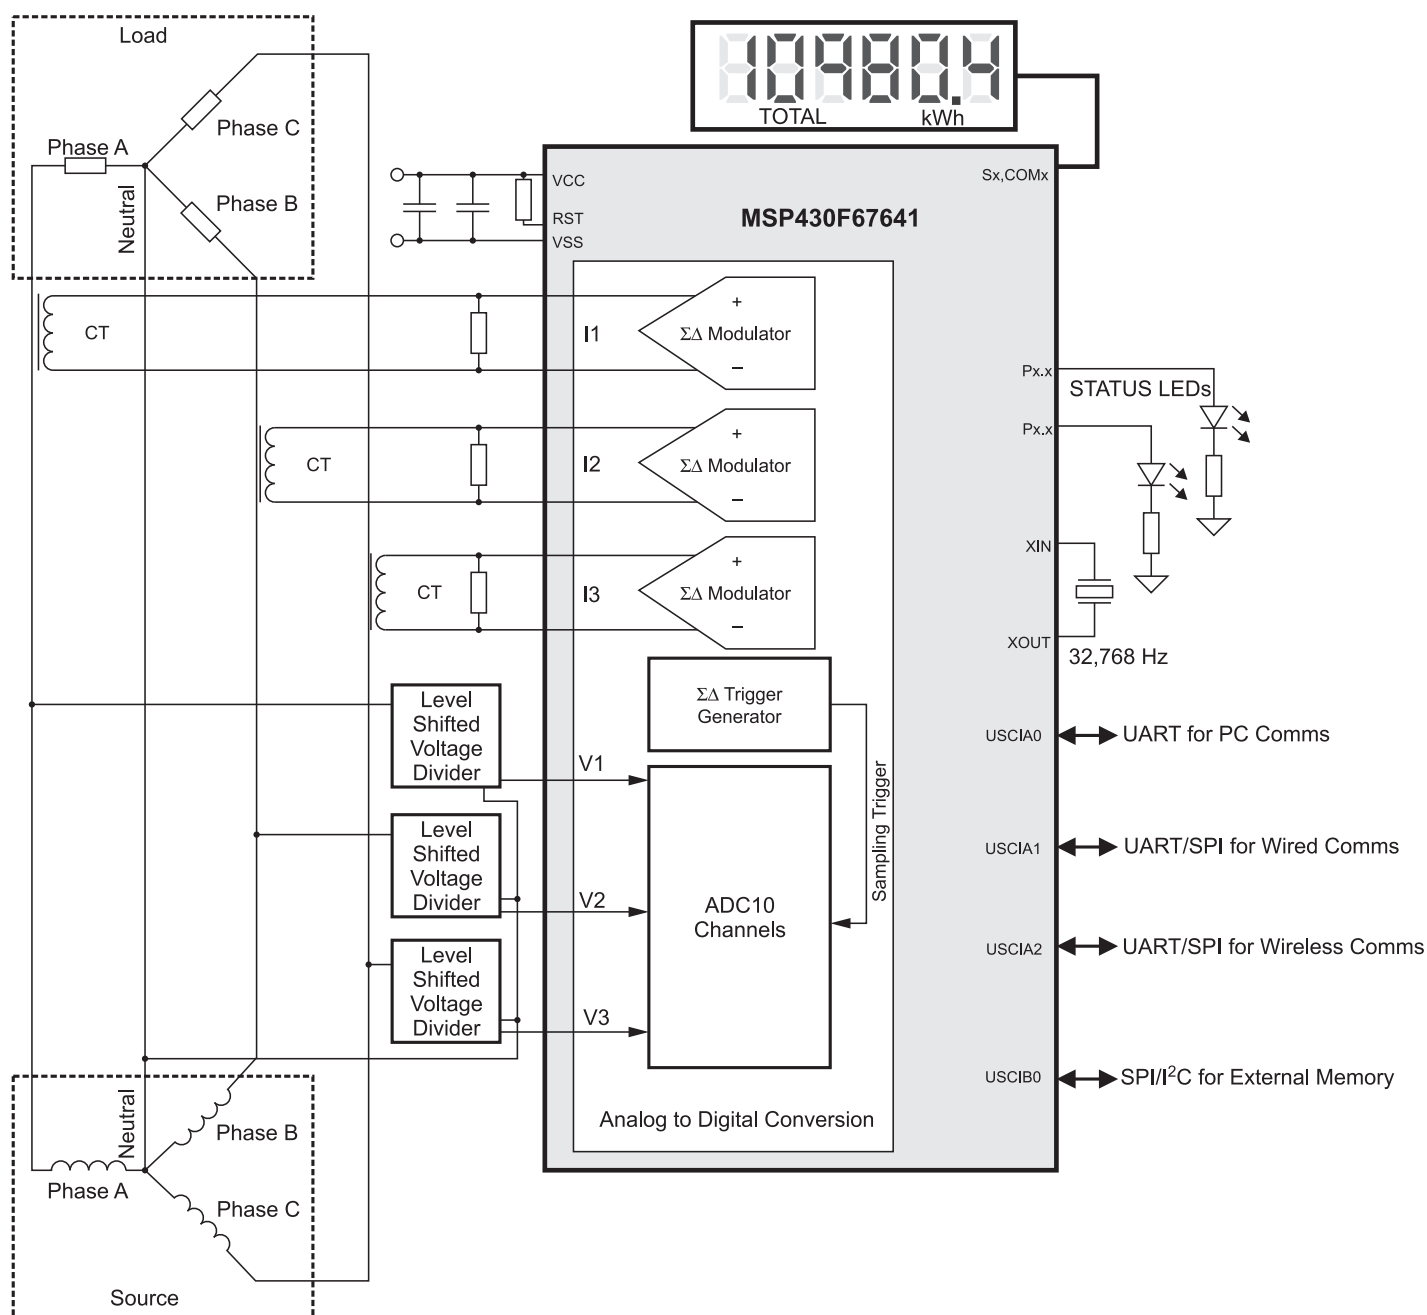 Load
Phase C
Phase A
Phase B
Neutral
10980.4
TOTAL kWh
VCC
RST
VSS
Sx,COMx
MSP430F67641
CT
I1
+
ΣΔ Modulator
−
CT
I2
+
ΣΔ Modulator
−
CT
I3
+
ΣΔ Modulator
−
Px.x
STATUS LEDs
Px.x
XIN
XOUT
32,768 Hz
Level
Shifted
Voltage
Divider
V1
Level
Shifted
Voltage
Divider
V2
Level
Shifted
Voltage
Divider
V3
ΣΔ Trigger
Generator
Sampling Trigger
ADC10
Channels
Analog to Digital Conversion
USCIA0
UART for PC Comms
USCIA1
UART/SPI for Wired Comms
USCIA2
UART/SPI for Wireless Comms
USCIB0
SPI/I²C for External Memory
Neutral
Phase B
Phase A
Phase C
Source